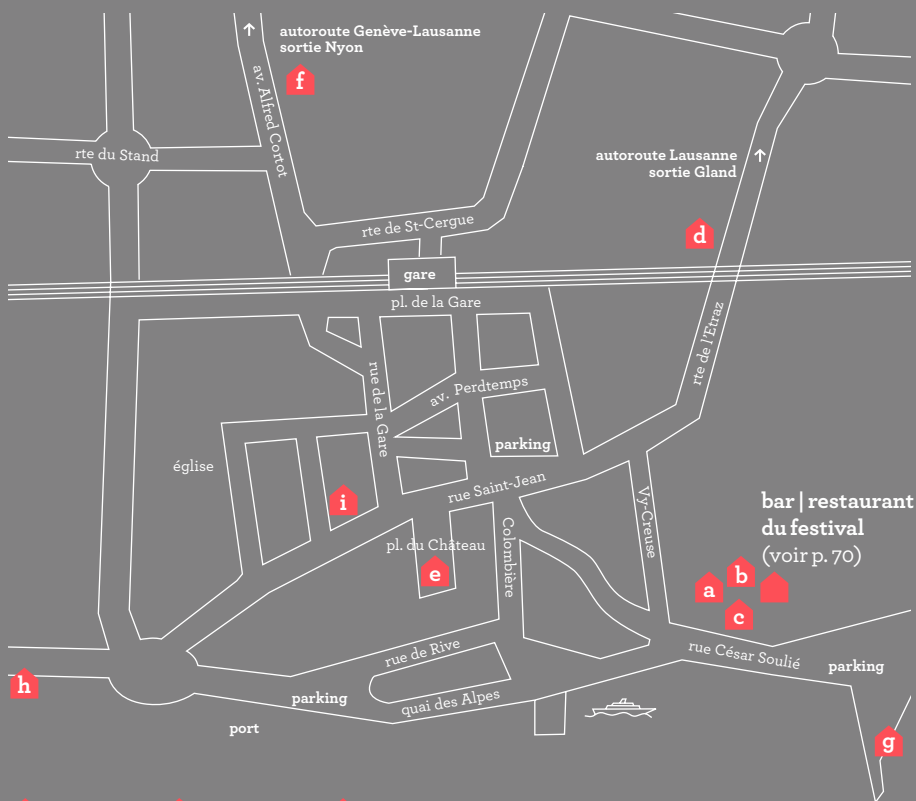 autoroute Genève-Lausanne
sortie Nyon
f
av. Alfred Cortot
rte du Stand
autoroute Lausanne
sortie Gland
d
rte de St-Cergue
gare
pl. de la Gare
rte de l'Etraz
rue de la Gare
av. Perdtemps
parking
église
rue Saint-Jean
i
Vy-Creuse
bar | restaurant
du festival
(voir p. 70)
pl. du Château
Colombière
e
a
b
c
rue de Rive
rue César Soulié
parking
h
parking
quai des Alpes
port
g